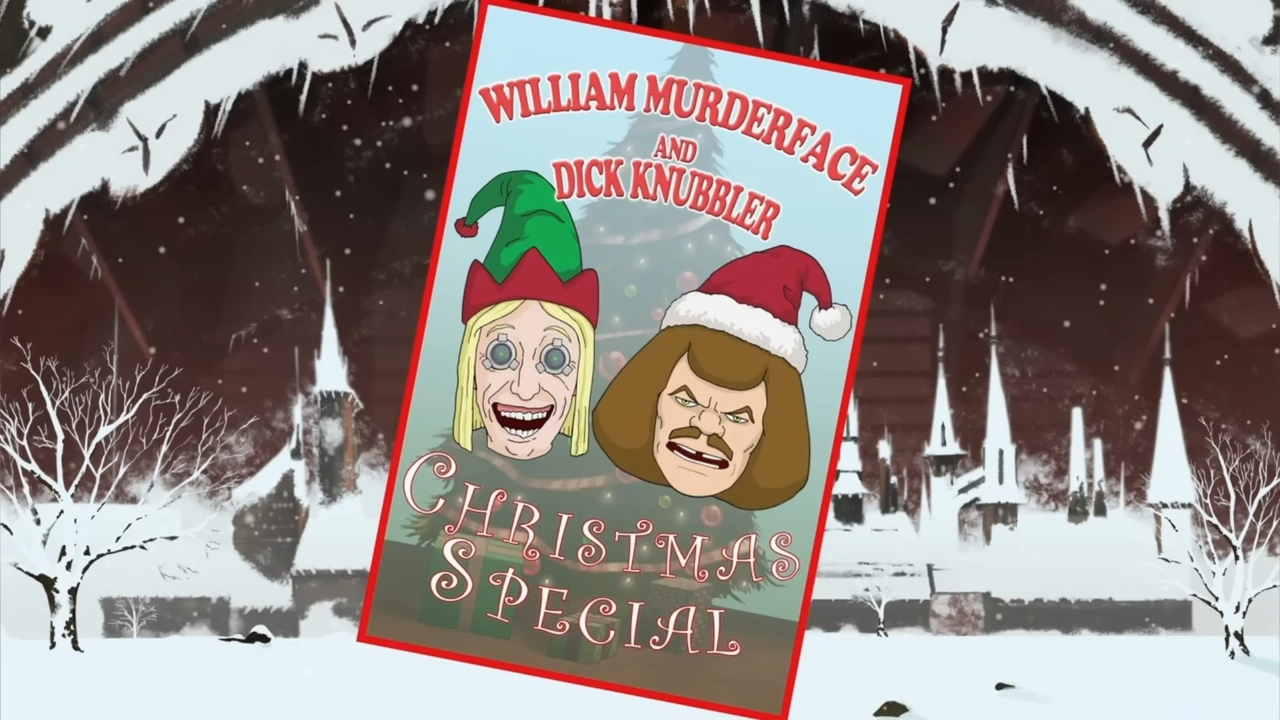 WILLIAM MURDERFACE
AND
DICK KNUBBLER
CHRISTMAS
SPECIAL